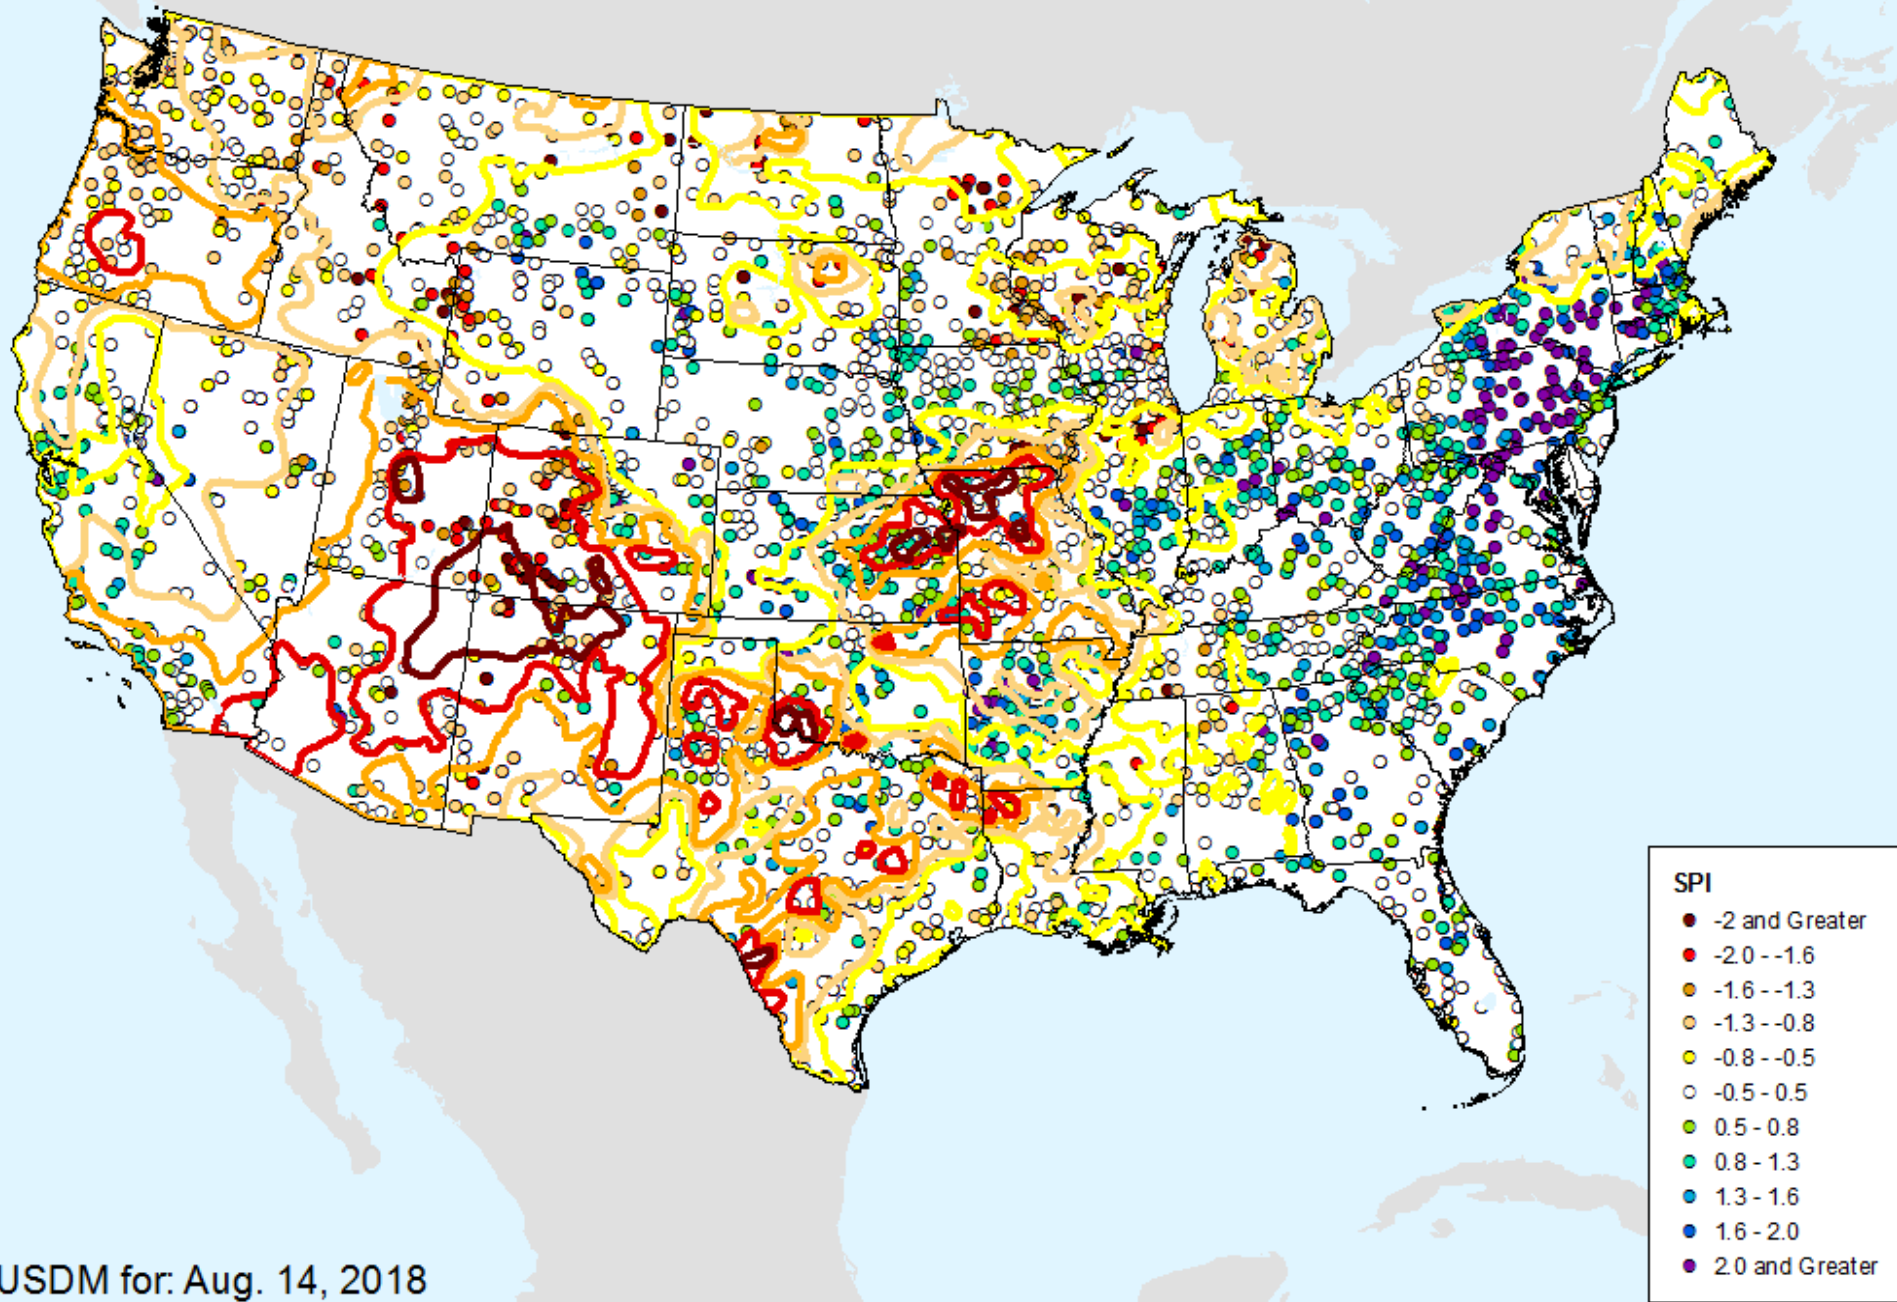 SPI
-2 and Greater
-2.0 - -1.6
-1.6 - -1.3
-1.3 - -0.8
-0.8 - -0.5
-0.5 - 0.5
0.5 - 0.8
0.8 - 1.3
1.3 - 1.6
1.6 - 2.0
2.0 and Greater
USDM for: Aug. 14, 2018